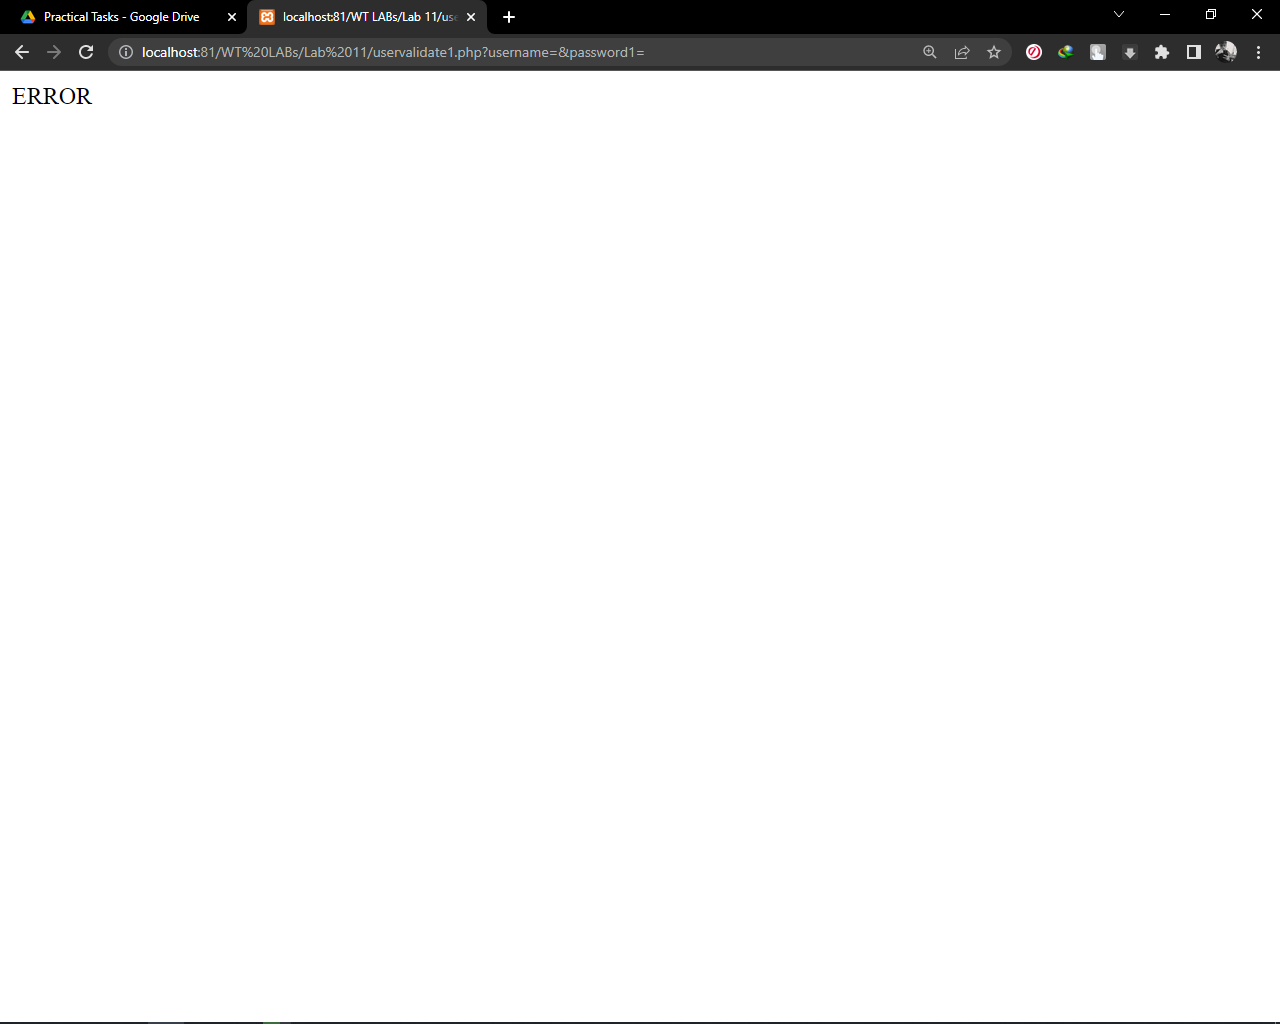 Practical Tasks - Google Drive
localhost:81/WT LABs/Lab 11/use
localhost:81/WT%20LABs/Lab%2011/uservalidate1.php?username=&password1=
ERROR